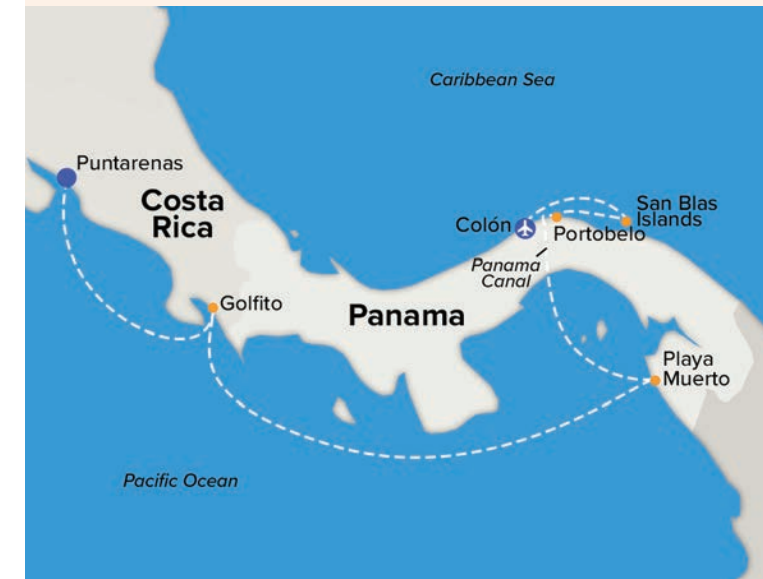 Caribbean Sea
Puntarenas
Costa
Rica
San Blas
Islands
Colón
Portobelo
Panama
Canal
Golfito
Panama
Playa
Muerto
Pacific Ocean